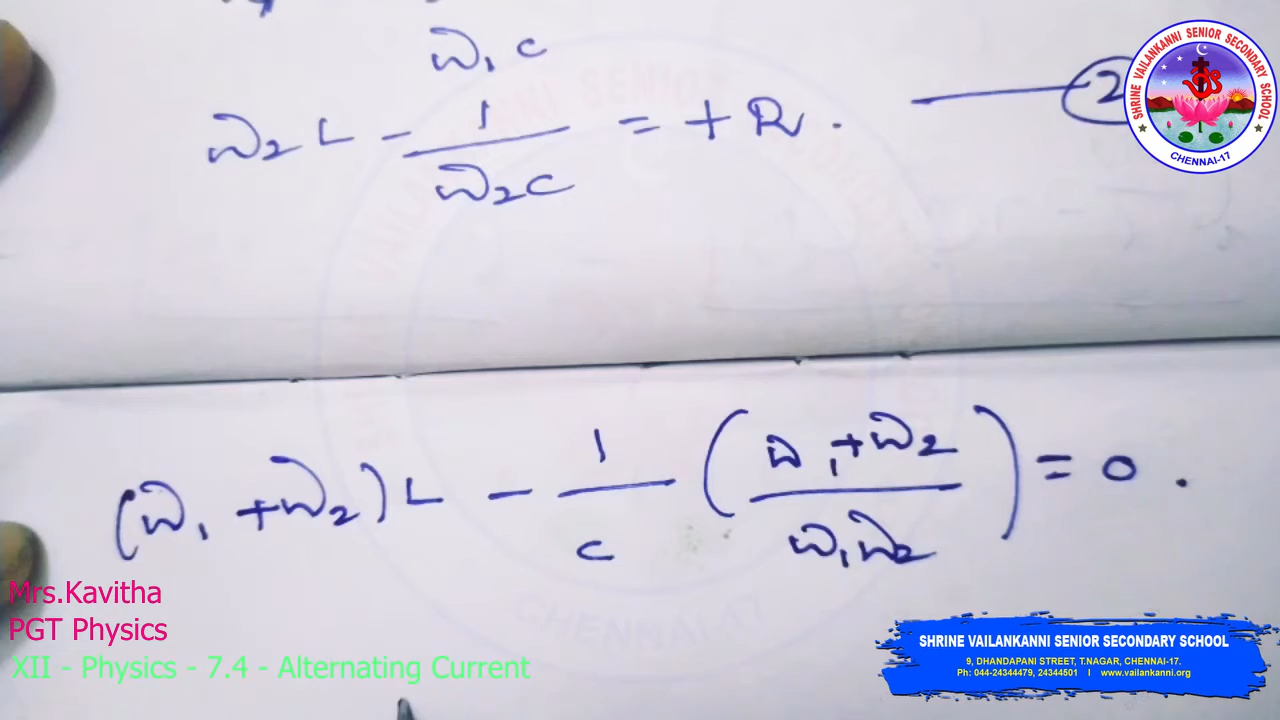 ω₁C
ω₂L - 1/ω₂C = +R. ② 
(ω₁ + ω₂)L - 1/C (ω₁+ω₂/ω₁ω₂) = 0.
SHRINE VAILANKANNI SENIOR SECONDARY SCHOOL
CHENNAI-17
Mrs.Kavitha
PGT Physics
XII - Physics - 7.4 - Alternating Current
SHRINE VAILANKANNI SENIOR SECONDARY SCHOOL
9, DHANDAPANI STREET, T.NAGAR, CHENNAI-17.
Ph: 044-24344479, 24344501 I www.vailankanni.org